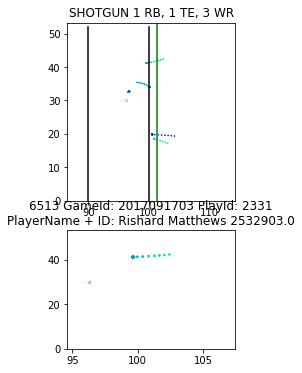 SHOTGUN 1 RB, 1 TE, 3 WR
50
40
30
20
10
0
90 100 110
6513 GameId: 2017091703 PlayId: 2331
PlayerName + ID: Rishard Matthews 2532903.0
40
20
0
95 100 105